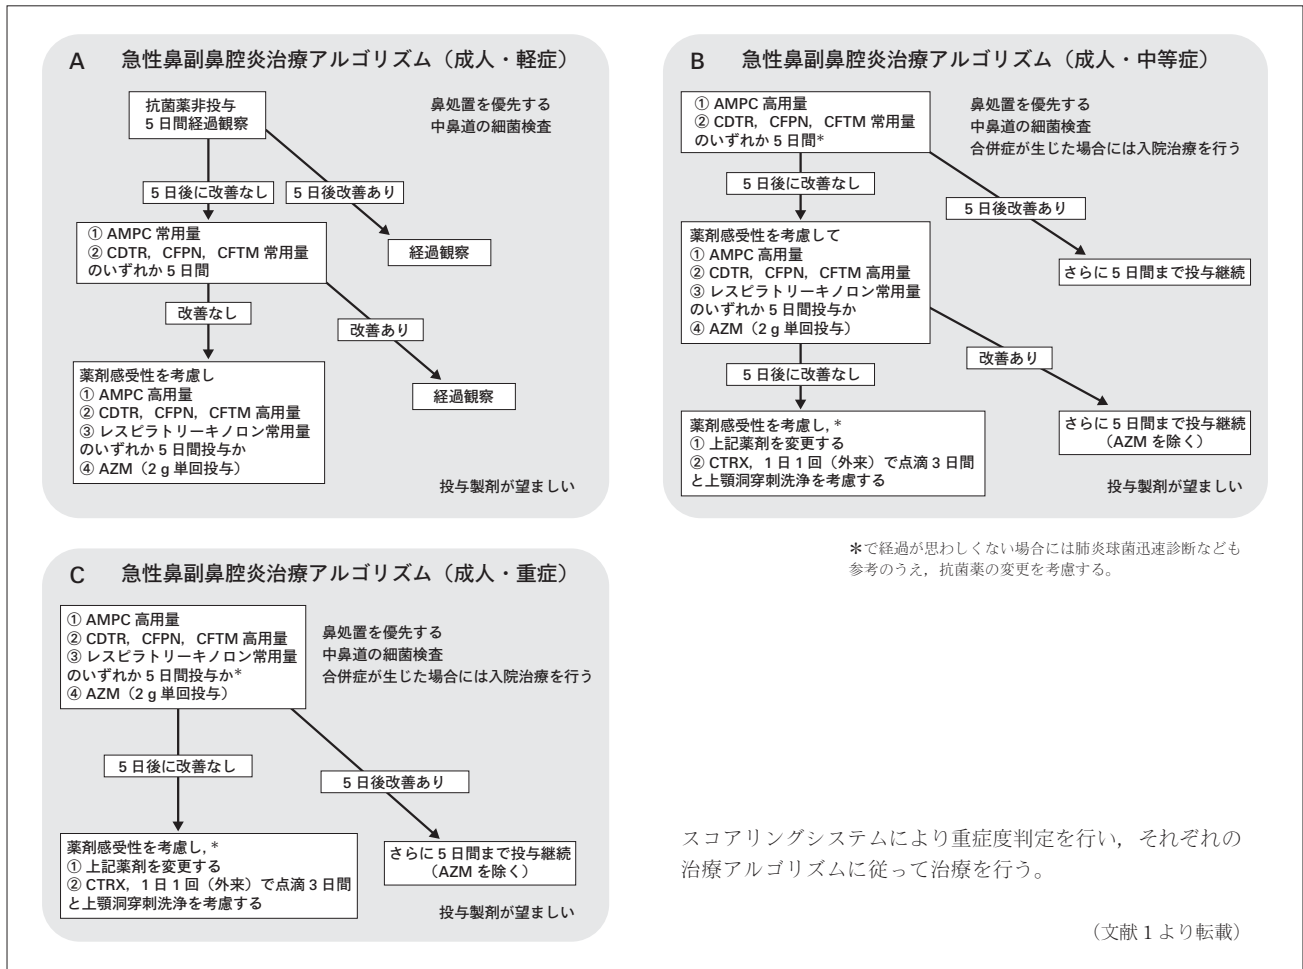 A 急性鼻副鼻腔炎治療アルゴリズム（成人・軽症）
抗菌薬非投与
5日間経過観察
鼻処置を優先する
中鼻道の細菌検査
5日後に改善なし
5日後改善あり
① AMPC 常用量
② CDTR，CFPN，CFTM 常用量
のいずれか5日間
経過観察
改善なし
改善あり
薬剤感受性を考慮し
① AMPC 高用量
② CDTR，CFPN，CFTM 高用量
③ レスピラトリーキノロン常用量
のいずれか5日間投与か
④ AZM（2 g 単回投与）
経過観察
投与製剤が望ましい
B 急性鼻副鼻腔炎治療アルゴリズム（成人・中等症）
① AMPC 高用量
② CDTR，CFPN，CFTM 常用量
のいずれか5日間*
鼻処置を優先する
中鼻道の細菌検査
合併症が生じた場合には入院治療を行う
5日後に改善なし
5日後改善あり
薬剤感受性を考慮して
① AMPC 高用量
② CDTR，CFPN，CFTM 高用量
③ レスピラトリーキノロン常用量
のいずれか5日間投与か
④ AZM（2 g 単回投与）
さらに5日間まで投与継続
5日後に改善なし
改善あり
薬剤感受性を考慮し，*
① 上記薬剤を変更する
② CTRX，1日1回（外来）で点滴3日間
と上顎洞穿刺洗浄を考慮する
さらに5日間まで投与継続
（AZMを除く）
投与製剤が望ましい
＊で経過が思わしくない場合には肺炎球菌迅速診断なども
参考のうえ，抗菌薬の変更を考慮する。
C 急性鼻副鼻腔炎治療アルゴリズム（成人・重症）
① AMPC 高用量
② CDTR，CFPN，CFTM 高用量
③ レスピラトリーキノロン常用量
のいずれか5日間投与か*
④ AZM（2 g 単回投与）
鼻処置を優先する
中鼻道の細菌検査
合併症が生じた場合には入院治療を行う
5日後に改善なし
5日後改善あり
薬剤感受性を考慮し，*
① 上記薬剤を変更する
② CTRX，1日1回（外来）で点滴3日間
と上顎洞穿刺洗浄を考慮する
さらに5日間まで投与継続
（AZMを除く）
投与製剤が望ましい
スコアリングシステムにより重症度判定を行い，それぞれの
治療アルゴリズムに従って治療を行う。
（文献1より転載）